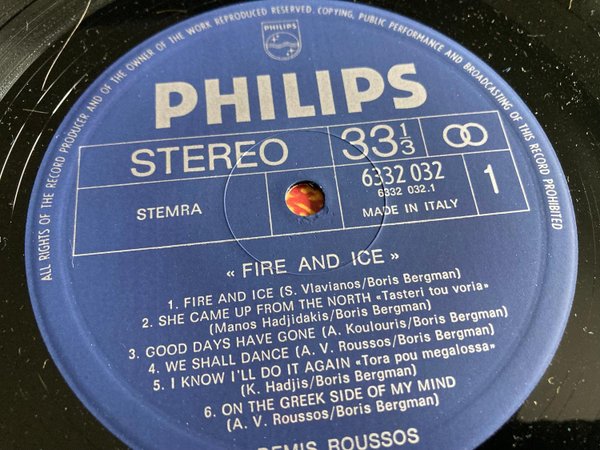 ALL RIGHTS OF THE RECORD PRODUCER AND OF THE OWNER OF THE WORK REPRODUCED RESERVED. COPYING, PUBLIC PERFORMANCE AND BROADCASTING OF THIS RECORD PROHIBITED
PHILIPS
PHILIPS
STEREO
33 1/3
STEMRA
6332 032
6332 032.1
MADE IN ITALY
1
« FIRE AND ICE »
1. FIRE AND ICE (S. Vlavianos/Boris Bergman)
2. SHE CAME UP FROM THE NORTH «Tasteri tou voria»
(Manos Hadjidakis/Boris Bergman)
3. GOOD DAYS HAVE GONE (A. Koulouris/Boris Bergman)
4. WE SHALL DANCE (A. V. Roussos/Boris Bergman)
5. I KNOW I'LL DO IT AGAIN «Tora pou megalossa»
(K. Hadjis/Boris Bergman)
6. ON THE GREEK SIDE OF MY MIND
(A. V. Roussos/Boris Bergman)
DEMIS ROUSSOS